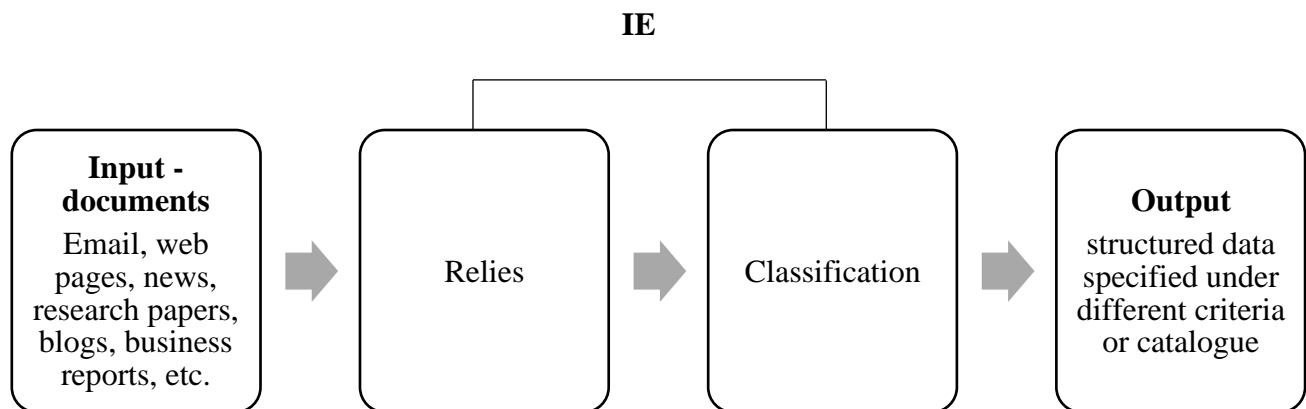 IE
Input -
documents
Email, web
pages, news,
research papers,
blogs, business
reports, etc.
Relies
Classification
Output
structured data
specified under
different criteria
or catalogue